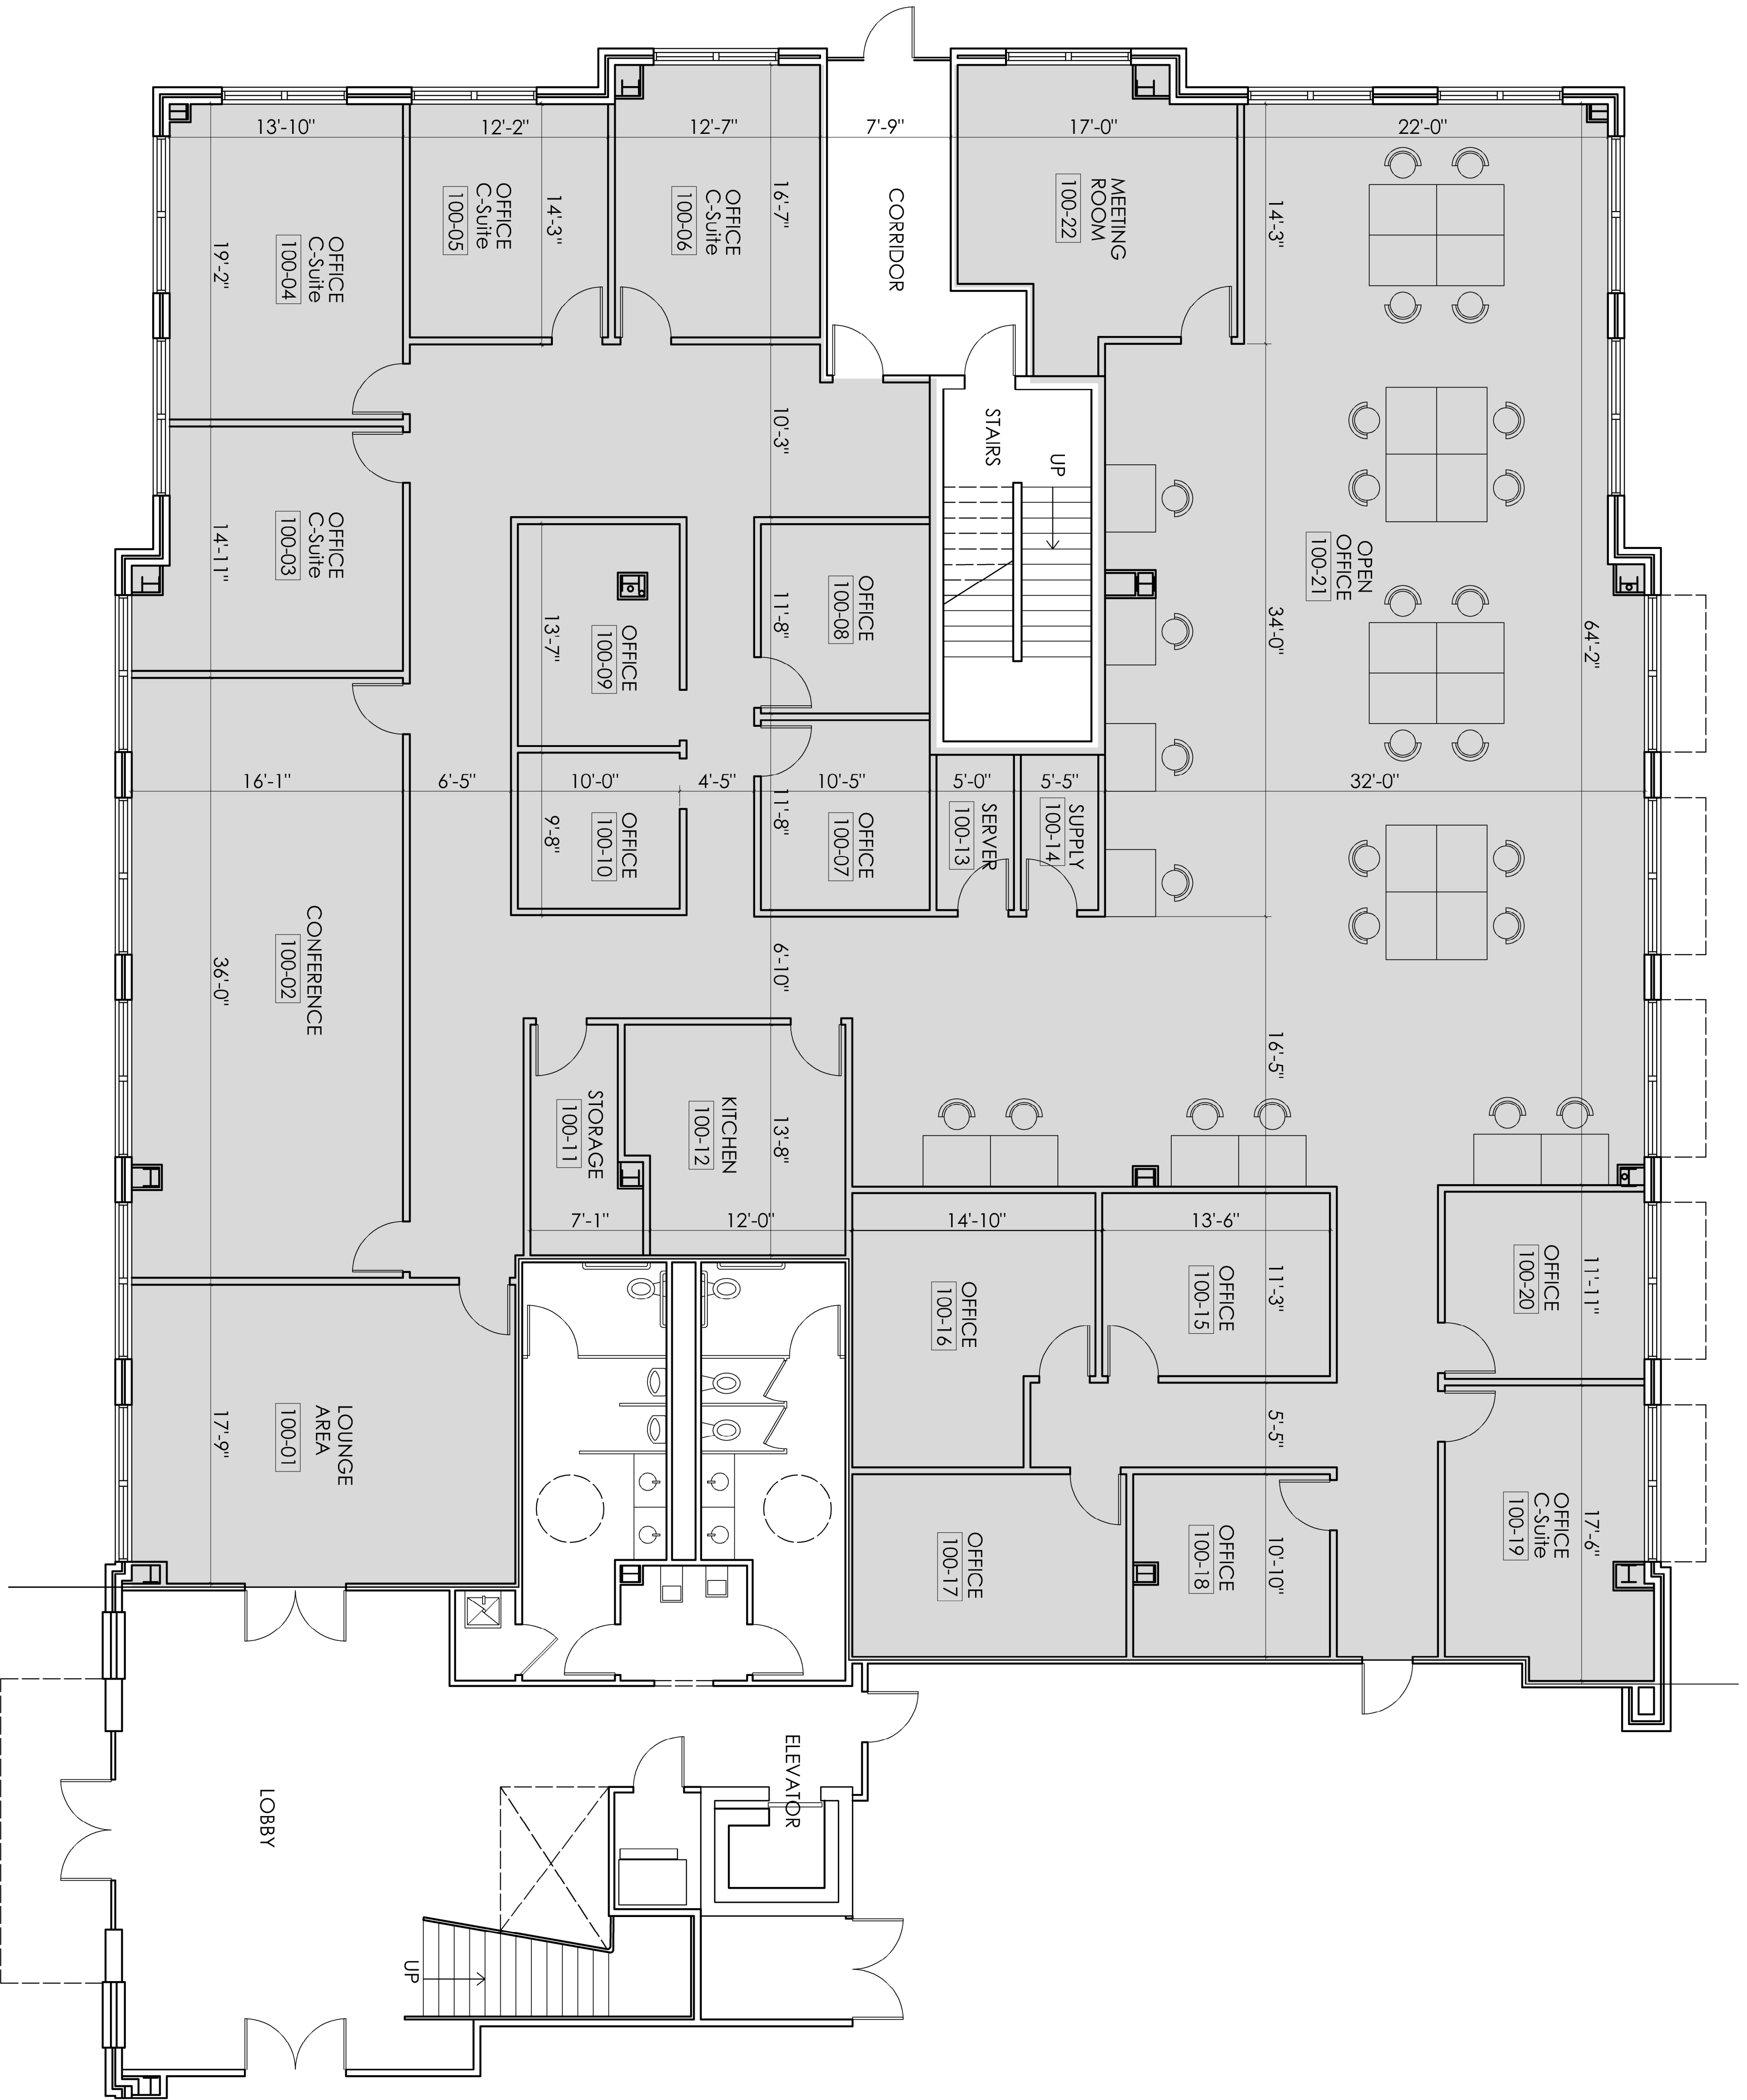 13'-10"
12'-2"
12'-7"
7'-9"
17'-0"
22'-0"
OFFICE
C-Suite
100-04
19'-2"
OFFICE
C-Suite
100-05
14'-3"
OFFICE
C-Suite
100-06
16'-7"
CORRIDOR
MEETING
ROOM
100-22
14'-3"
OFFICE
C-Suite
100-03
14'-11"
10'-3"
STAIRS
UP
OPEN
OFFICE
100-21
34'-0"
64'-2"
OFFICE
100-09
13'-7"
OFFICE
100-08
11'-8"
16'-1"
6'-5"
10'-0"
4'-5"
10'-5"
5'-0"
5'-5"
32'-0"
OFFICE
100-10
9'-8"
OFFICE
100-07
11'-8"
SERVER
100-13
SUPPLY
100-14
CONFERENCE
100-02
36'-0"
6'-10"
16'-5"
STORAGE
100-11
KITCHEN
100-12
13'-8"
7'-1"
12'-0"
14'-10"
13'-6"
OFFICE
100-16
OFFICE
100-15
11'-3"
OFFICE
100-20
11'-11"
LOUNGE
AREA
100-01
17'-9"
5'-5"
OFFICE
100-17
OFFICE
100-18
10'-10"
OFFICE
C-Suite
100-19
17'-6"
LOBBY
ELEVATOR
UP